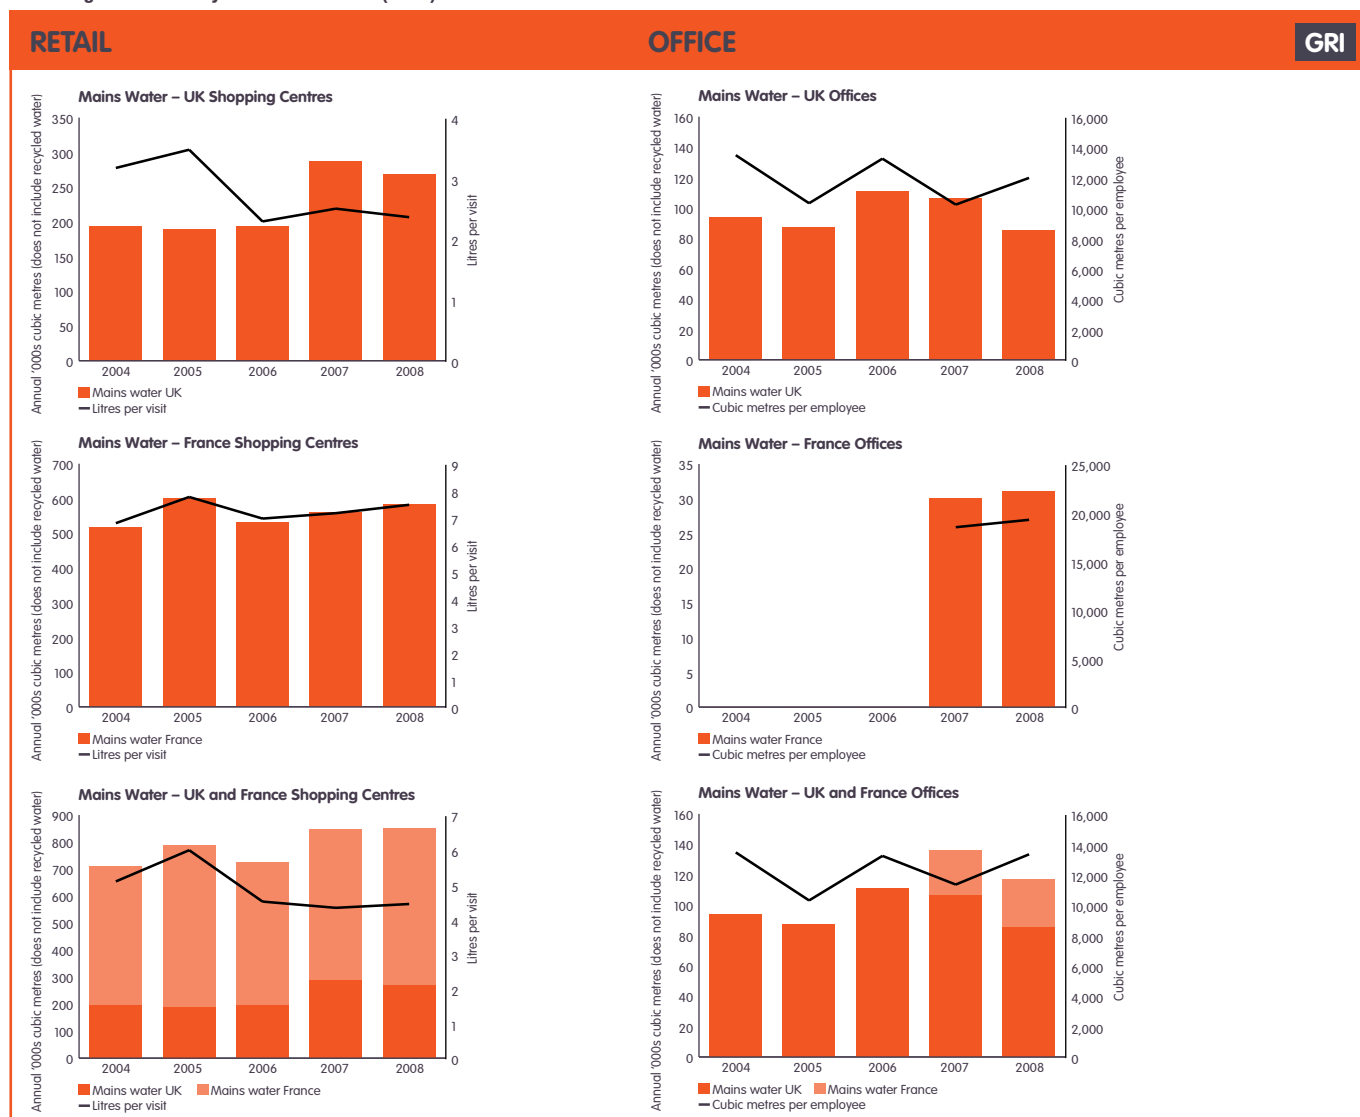 RETAIL
OFFICE
GRI
Mains Water – UK Shopping Centres
Annual ’000s cubic metres (does not include recycled water)
350
300
250
200
150
100
50
0
4
3
2
1
0
Litres per visit
2004 2005 2006 2007 2008
Mains water UK
Litres per visit
Mains Water – UK Offices
Annual ’000s cubic metres (does not include recycled water)
160
140
120
100
80
60
40
20
0
16,000
14,000
12,000
10,000
8,000
6,000
4,000
2,000
0
Cubic metres per employee
2004 2005 2006 2007 2008
Mains water UK
Cubic metres per employee
Mains Water – France Shopping Centres
Annual ’000s cubic metres (does not include recycled water)
700
600
500
400
300
200
100
0
9
8
7
6
5
4
3
2
1
0
Litres per visit
2004 2005 2006 2007 2008
Mains water France
Litres per visit
Mains Water – France Offices
Annual ’000s cubic metres (does not include recycled water)
35
30
25
20
15
10
5
0
25,000
20,000
15,000
10,000
5,000
0
Cubic metres per employee
2004 2005 2006 2007 2008
Mains water France
Cubic metres per employee
Mains Water – UK and France Shopping Centres
Annual ’000s cubic metres (does not include recycled water)
900
800
700
600
500
400
300
200
100
0
7
6
5
4
3
2
1
0
Litres per visit
2004 2005 2006 2007 2008
Mains water UK Mains water France
Litres per visit
Mains Water – UK and France Offices
Annual ’000s cubic metres (does not include recycled water)
160
140
120
100
80
60
40
20
0
16,000
14,000
12,000
10,000
8,000
6,000
4,000
2,000
0
Cubic metres per employee
2004 2005 2006 2007 2008
Mains water UK Mains water France
Cubic metres per employee